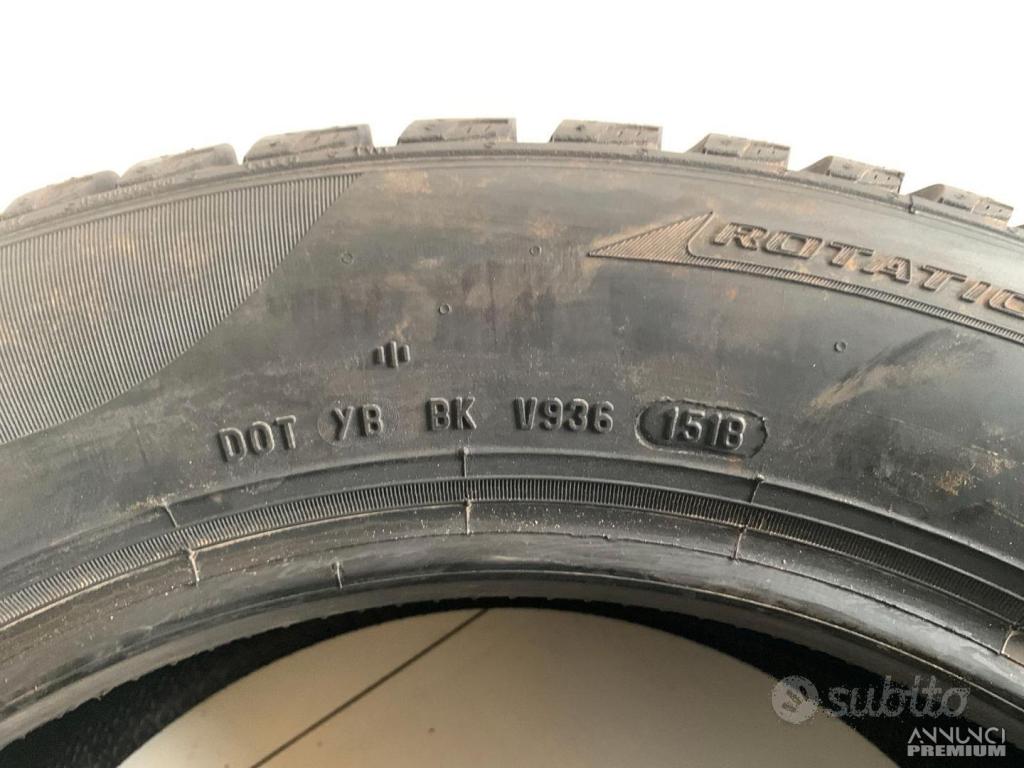 ROTATIO
DOT YB BK V936 1518
subito
ANNUNCI
PREMIUM